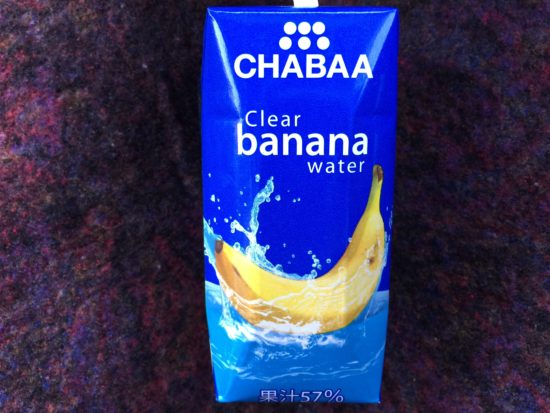 CHABAA
Clear
banana
water
果汁57%